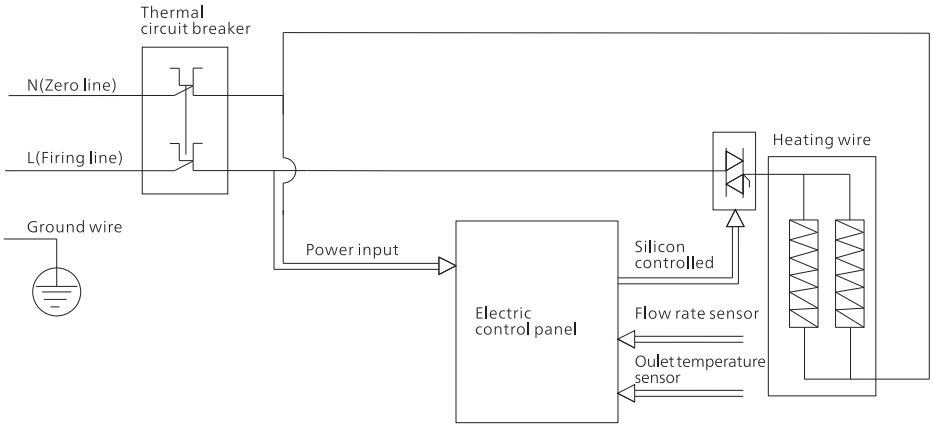 Thermal
circuit breaker
N(Zero line)
L(Firing line)
Heating wire
Ground wire
Power input
Silicon
controlled
Electric
control panel
Flow rate sensor
Oulet temperature
sensor